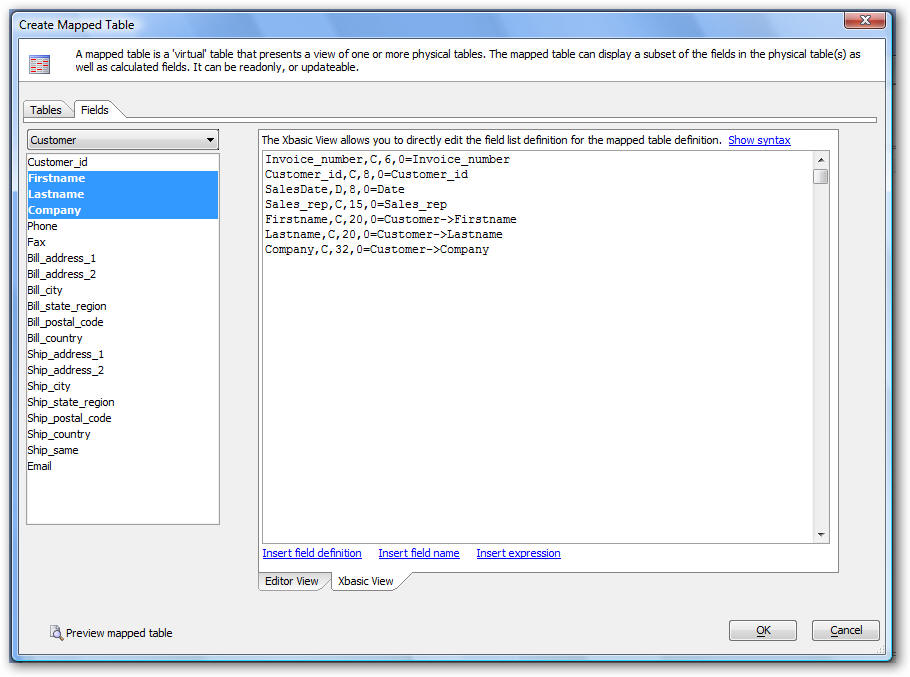 Create Mapped Table
A mapped table is a 'virtual' table that presents a view of one or more physical tables. The mapped table can display a subset of the fields in the physical table(s) as
well as calculated fields. It can be readonly, or updateable.
Tables Fields
Customer
Customer_id
Firstname
Lastname
Company
Phone
Fax
Bill_address_1
Bill_address_2
Bill_city
Bill_state_region
Bill_postal_code
Bill_country
Ship_address_1
Ship_address_2
Ship_city
Ship_state_region
Ship_postal_code
Ship_country
Ship_same
Email
The Xbasic View allows you to directly edit the field list definition for the mapped table definition. Show syntax
Invoice_number,C,6,0=Invoice_number
Customer_id,C,8,0=Customer_id
SalesDate,D,8,0=Date
Sales_rep,C,15,0=Sales_rep
Firstname,C,20,0=Customer->Firstname
Lastname,C,20,0=Customer->Lastname
Company,C,32,0=Customer->Company
Insert field definition Insert field name Insert expression
Editor View Xbasic View
Preview mapped table
OK Cancel